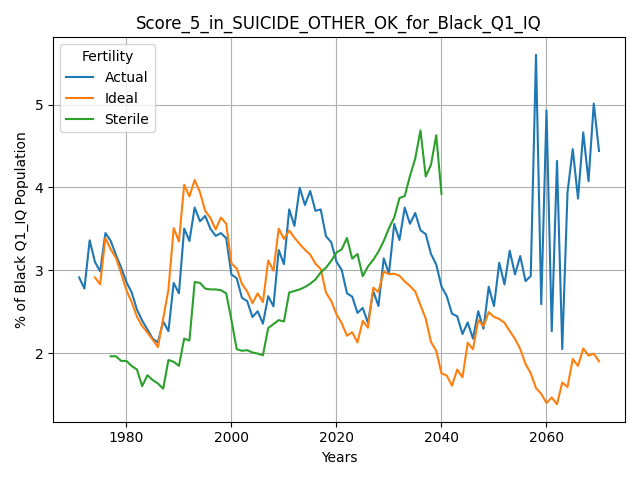 Score_5_in_SUICIDE_OTHER_OK_for_Black_Q1_IQ
Fertility
Actual
Ideal
Sterile
% of Black Q1_IQ Population
5
4
3
2
1980
2000
2020
2040
2060
Years